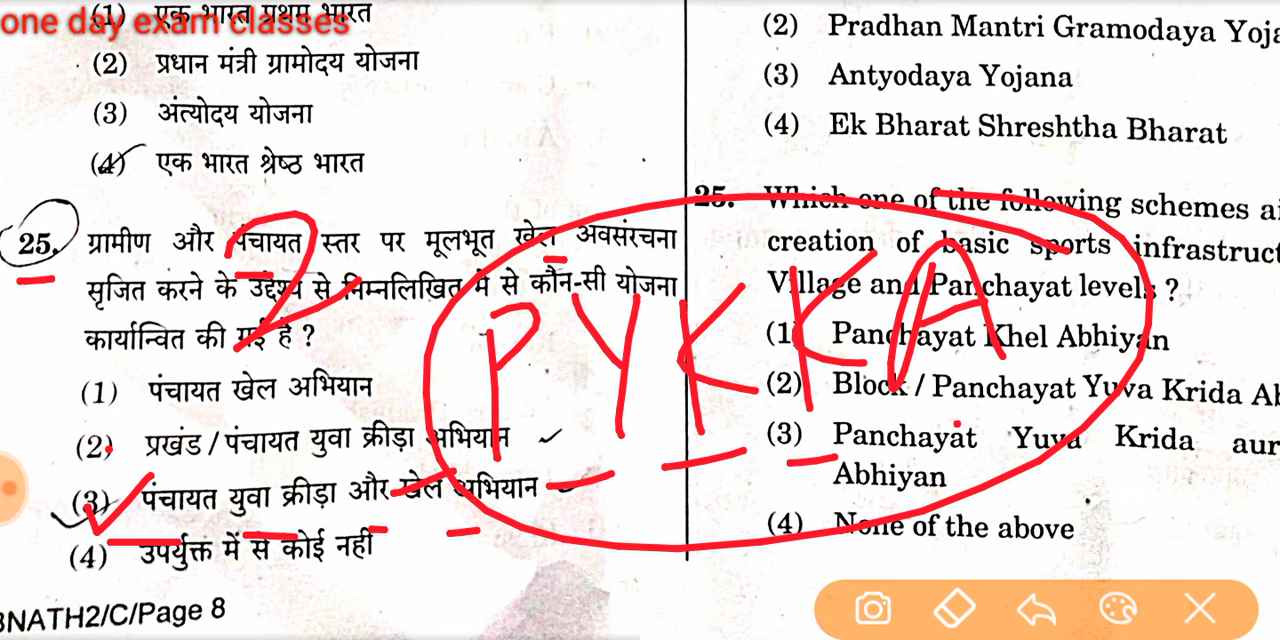 one day exam classes
(1) एक भारत प्रथम भारत
(2) प्रधान मंत्री ग्रामोदय योजना
(3) अंत्योदय योजना
(4) एक भारत श्रेष्ठ भारत
25. ग्रामीण और पंचायत स्तर पर मूलभूत खेल अवसंरचना
सृजित करने के उद्देश्य से निम्नलिखित में से कौन-सी योजना
कार्यान्वित की गई है ?
(1) पंचायत खेल अभियान
(2) प्रखंड / पंचायत युवा क्रीड़ा अभियान
(3) पंचायत युवा क्रीड़ा और खेल अभियान
(4) उपर्युक्त में से कोई नहीं
BNATH2/C/Page 8
(2) Pradhan Mantri Gramodaya
(3) Antyodaya Yojana
(4) Ek Bharat Shreshtha Bharat
25. Which one of the following schemes
creation of basic sports
Village and Panchayat levels ?
(1) Panchayat Khel Abhiyan
(2) Block / Panchayat Yuva Krida
(3) Panchayat Yuva Krida aur
Abhiyan
(4) None of the above
2
PYKKA